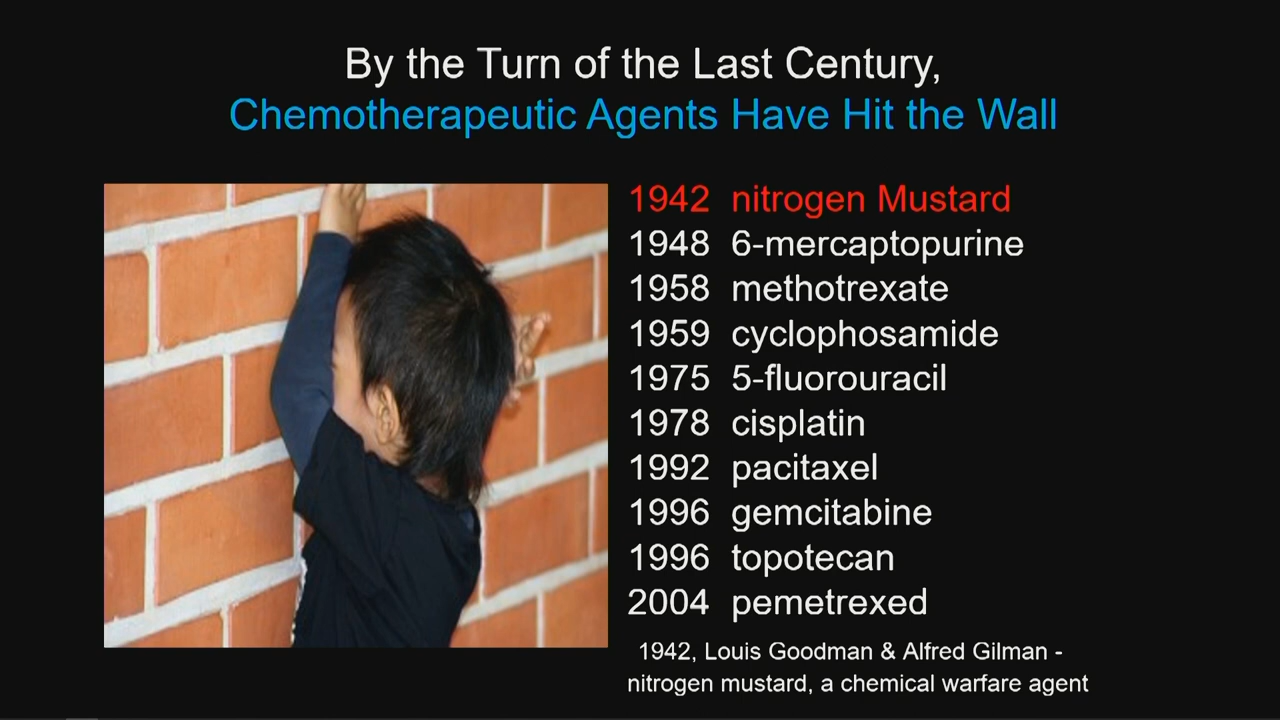 By the Turn of the Last Century,
Chemotherapeutic Agents Have Hit the Wall
1942 nitrogen Mustard
1948 6-mercaptopurine
1958 methotrexate
1959 cyclophosamide
1975 5-fluorouracil
1978 cisplatin
1992 pacitaxel
1996 gemcitabine
1996 topotecan
2004 pemetrexed
1942, Louis Goodman & Alfred Gilman -
nitrogen mustard, a chemical warfare agent